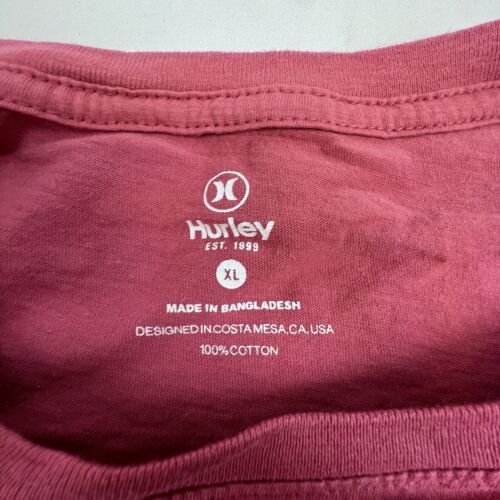 Hurley
EST. 1999
XL
MADE IN BANGLADESH
DESIGNED IN COSTA MESA, CA, USA
100% COTTON